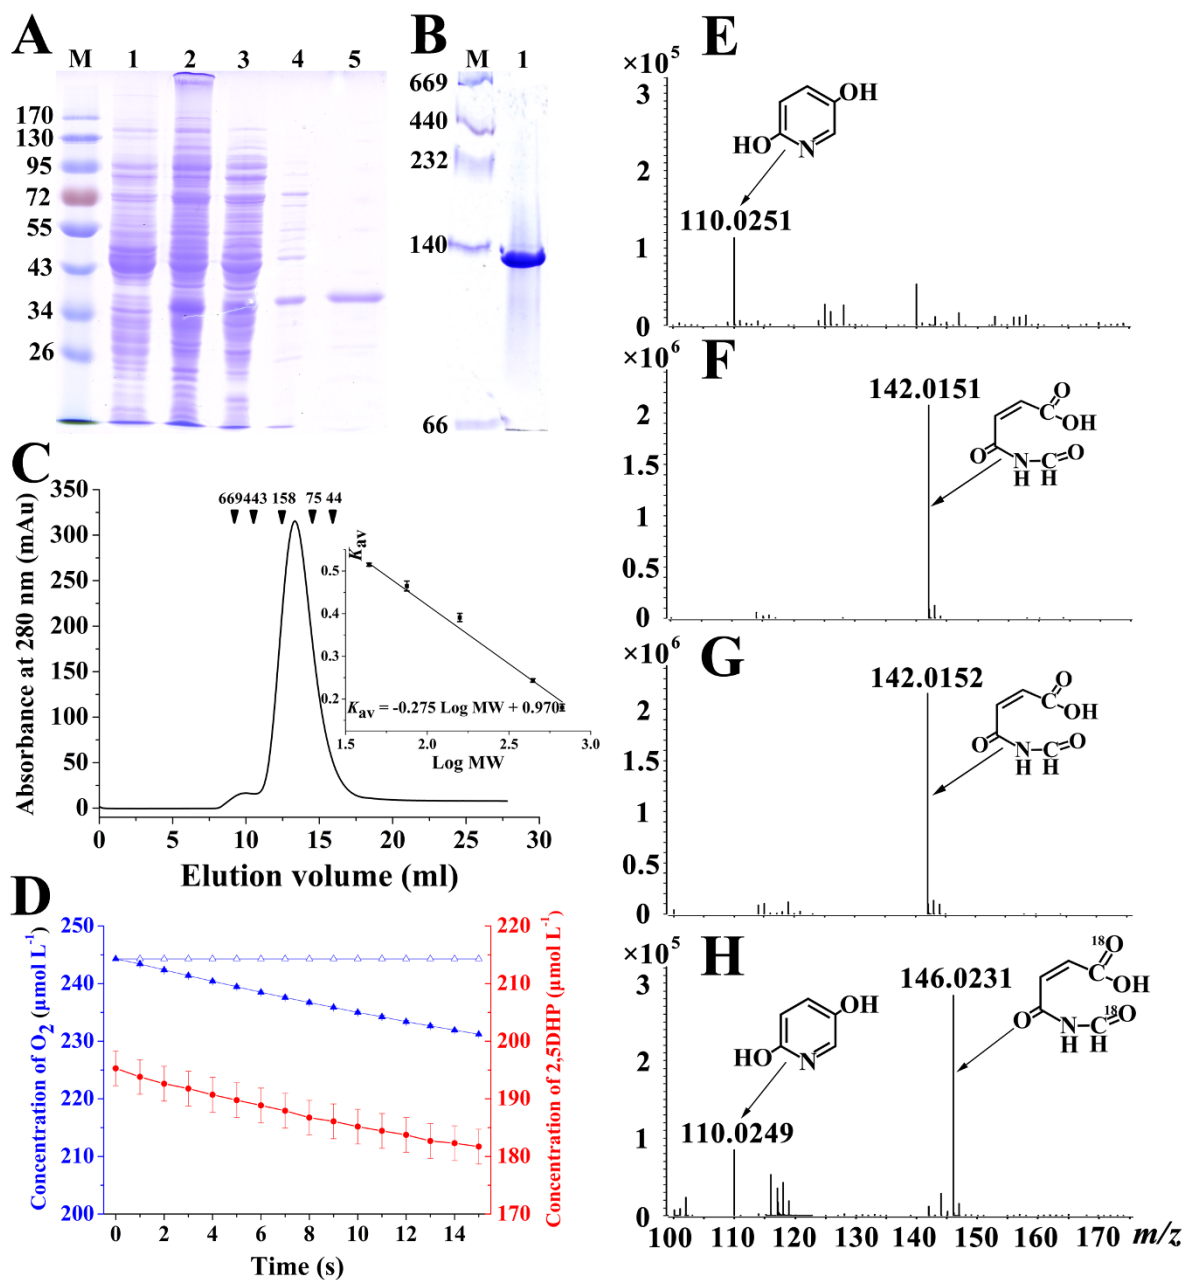 A
M 1 2 3 4 5
170
130
95
72
55
43
34
26
B
M 1
669
440
232
140
66
C
Absorbance at 280 nm (mAu)
350
300
250
200
150
100
50
0
0 5 10 15 20 25 30
Elution volume (ml)
669 443 158 75 44
Kav
0.5
0.4
0.3
0.2
Kav = -0.275 Log MW + 0.970
1.5 2.0 2.5 3.0
Log MW
D
Concentration of O2 (μmol L-1)
250
240
230
220
210
200
Concentration of 2,5DHP (μmol L-1)
220
210
200
190
180
170
0 2 4 6 8 10 12 14
Time (s)
E
×10⁵
3
2
1
0
OH
HO
N
110.0251
F
×10⁶
2
1.5
1
0.5
0
142.0151
O
C
OH
O
N
H
C
H
O
G
×10⁶
2
1.5
1
0.5
0
142.0152
O
C
OH
O
N
H
C
H
O
H
×10⁵
3
2
1
0
OH
HO
N
110.0249
146.0231
18O
C
OH
O
N
H
C
H
18O
100 110 120 130 140 150 160 170 m/z